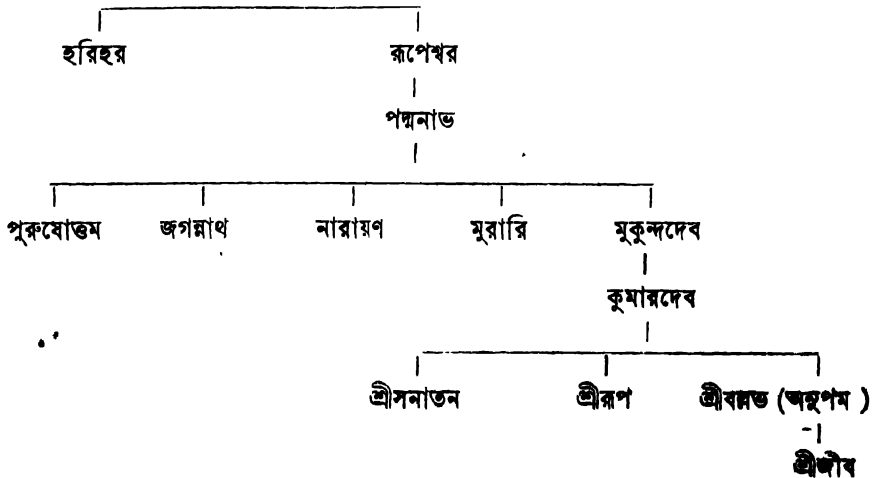 হরিহর রূপেশ্বর
পদ্মনাভ
পুরুষোত্তম জগন্নাথ নারায়ণ মুরারি মুকুন্দদেব
কুমারদেব
শ্রীসনাতন শ্রীরূপ শ্রীবল্লভ (অনুপম )
শ্রীজীব